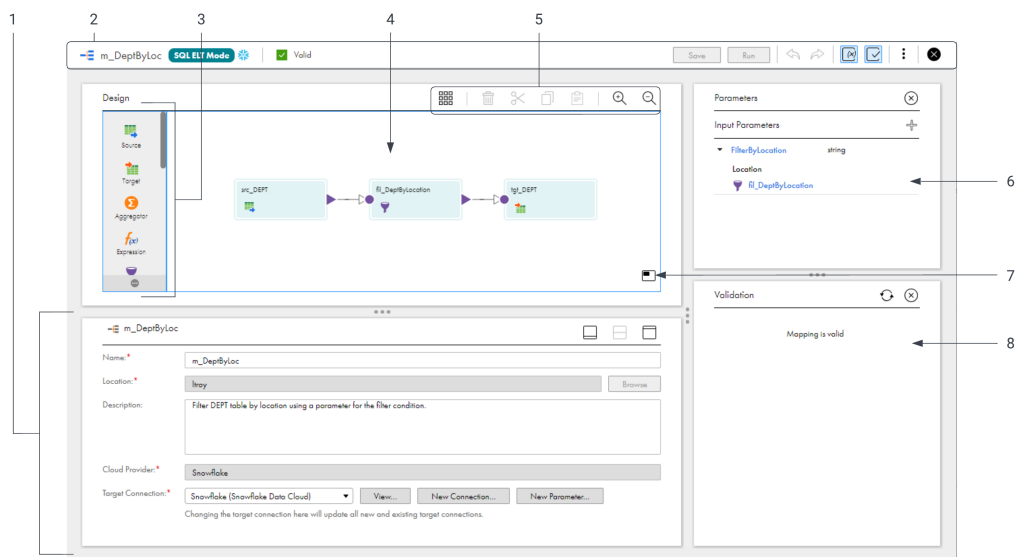 1 2 3 4 5
m_DeptByLoc SQL ELT Mode Valid Save Run
Design
Source
Target
Aggregator
f(x)
Expression
src_DEPT fil_DeptByLocation tgt_DEPT
Parameters
Input Parameters
FilterByLocation string
Location
fil_DeptByLocation
6
7
Validation
Mapping is valid
8
m_DeptByLoc
Name:* m_DeptByLoc
Location:* ltroy Browse
Description: Filter DEPT table by location using a parameter for the filter condition.
Cloud Provider:* Snowflake
Target Connection:* Snowflake (Snowflake Data Cloud) View... New Connection... New Parameter...
Changing the target connection here will update all new and existing target connections.